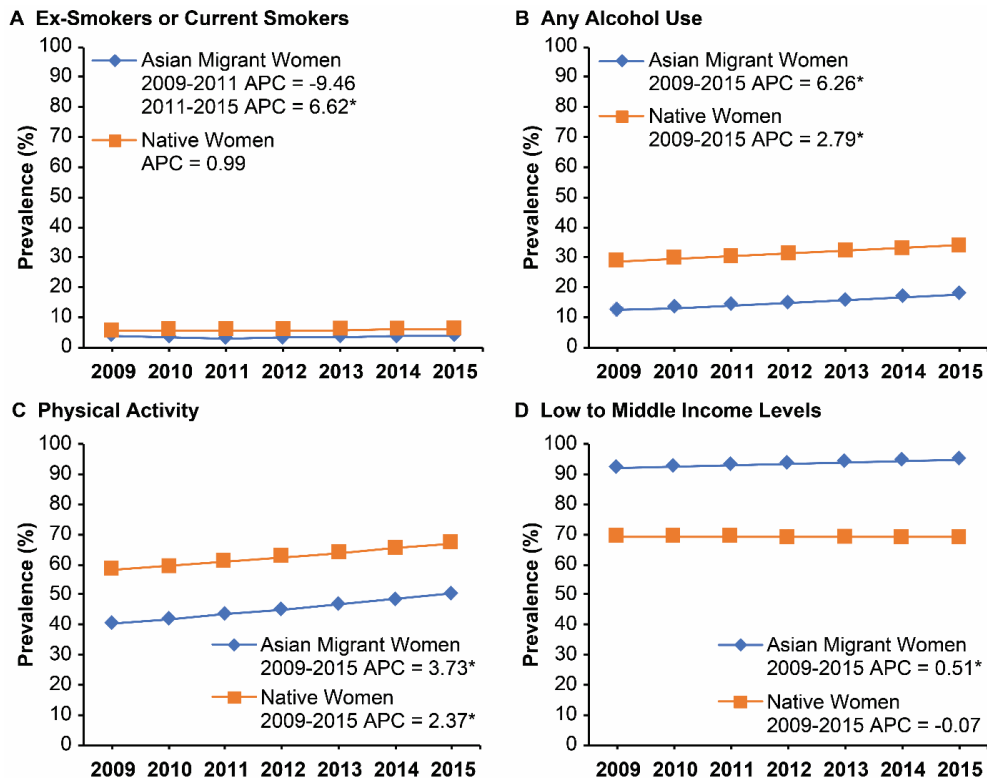 A Ex-Smokers or Current Smokers
Prevalence (%)
100
90
80
70
60
50
40
30
20
10
0
Asian Migrant Women
2009-2011 APC = -9.46
2011-2015 APC = 6.62*
Native Women
APC = 0.99
2009 2010 2011 2012 2013 2014 2015
B Any Alcohol Use
Prevalence (%)
100
90
80
70
60
50
40
30
20
10
0
Asian Migrant Women
2009-2015 APC = 6.26*
Native Women
2009-2015 APC = 2.79*
2009 2010 2011 2012 2013 2014 2015
C Physical Activity
Prevalence (%)
100
90
80
70
60
50
40
30
20
10
0
Asian Migrant Women
2009-2015 APC = 3.73*
Native Women
2009-2015 APC = 2.37*
2009 2010 2011 2012 2013 2014 2015
D Low to Middle Income Levels
Prevalence (%)
100
90
80
70
60
50
40
30
20
10
0
Asian Migrant Women
2009-2015 APC = 0.51*
Native Women
2009-2015 APC = -0.07
2009 2010 2011 2012 2013 2014 2015